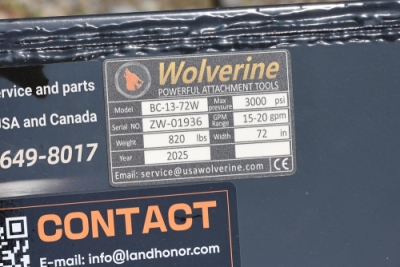 Wolverine
POWERFUL ATTACHMENT TOOLS
Model BC-13-72W Max pressure 3000 psi
Serial NO. ZW-01936 GPM Range 15-20 gpm
Weight 820 lbs Width 72 in
Year 2025
Email: service@usawolverine.com CE
ervice and parts
USA and Canada
649-8017
CONTACT
E-mail: info@landhonor.com